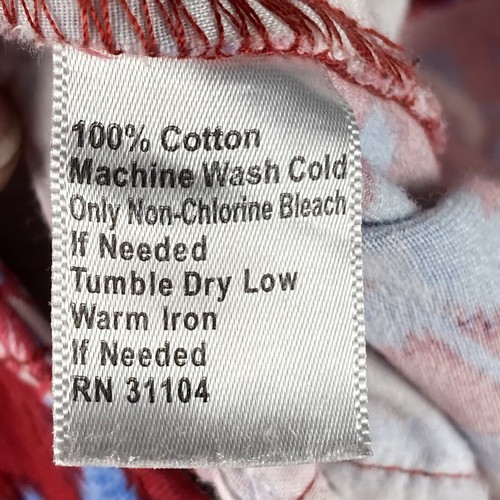 100% Cotton
Machine Wash Cold
Only Non-Chlorine Bleach
If Needed
Tumble Dry Low
Warm Iron
If Needed
RN 31104